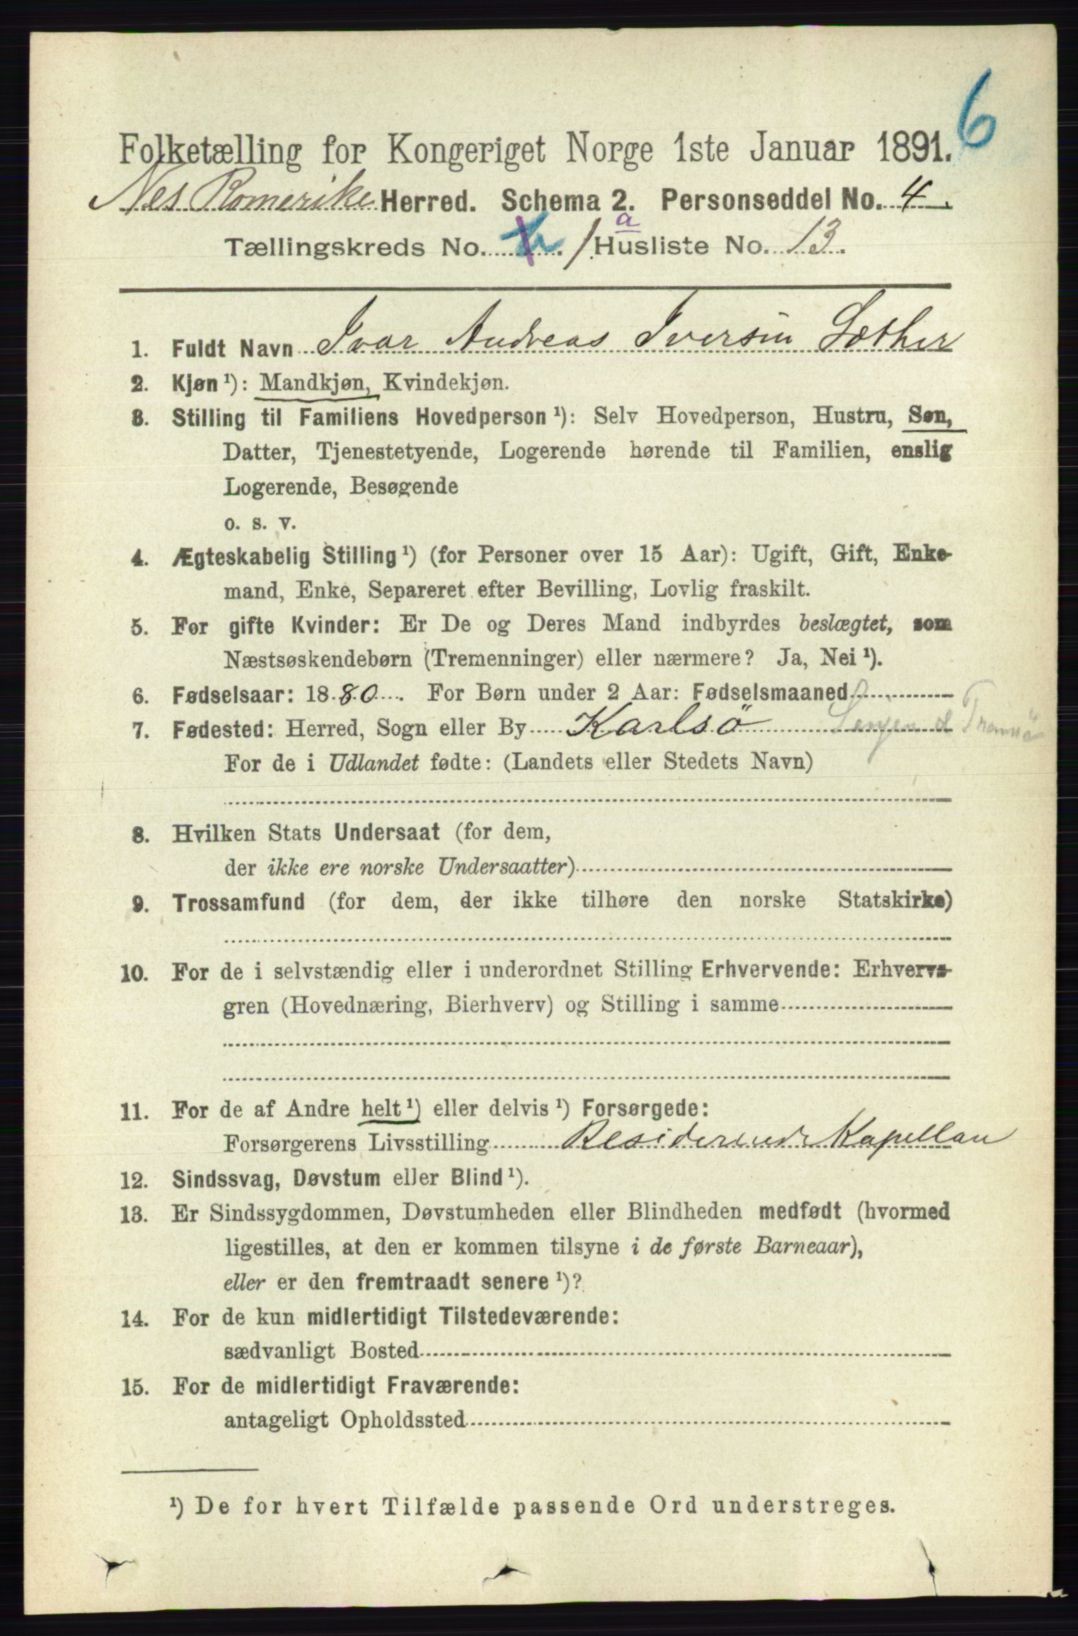 6
Folketælling for Kongeriget Norge 1ste Januar 1891.
Nes Romerike Herred. Schema 2. Personseddel No. 4.
Tællingskreds No. 1 a Husliste No. 13.
1. Fuldt Navn Ivar Andreas Iversen Sæther
2. Kjøn ¹): Mandkjøn, Kvindekjøn.
3. Stilling til Familiens Hovedperson ¹): Selv Hovedperson, Hustru, Søn,
Datter, Tjenestetyende, Logerende hørende til Familien, enslig
Logerende, Besøgende
o. s. v.
4. Ægteskabelig Stilling ¹) (for Personer over 15 Aar): Ugift, Gift, Enke-
mand, Enke, Separeret efter Bevilling, Lovlig fraskilt.
5. For gifte Kvinder: Er De og Deres Mand indbyrdes beslægtet, som
Næstsøskendebørn (Tremenninger) eller nærmere? Ja, Nei ¹).
6. Fødselsaar: 1880. For Børn under 2 Aar: Fødselsmaaned
7. Fødested: Herred, Sogn eller By Karlsö Tromsö
For de i Udlandet fødte: (Landets eller Stedets Navn)
8. Hvilken Stats Undersaat (for dem,
der ikke ere norske Undersaatter)
9. Trossamfund (for dem, der ikke tilhøre den norske Statskirke)
10. For de i selvstændig eller i underordnet Stilling Erhvervende: Erhvervs-
gren (Hovednæring, Bierhverv) og Stilling i samme
11. For de af Andre helt ¹) eller delvis ¹) Forsørgede:
Forsørgerens Livsstilling Residerende Kapellan
12. Sindssvag, Døvstum eller Blind ¹).
13. Er Sindssygdommen, Døvstumheden eller Blindheden medfødt (hvormed
ligestilles, at den er kommen tilsyne i de første Barneaar),
eller er den fremtraadt senere ¹)?
14. For de kun midlertidigt Tilstedeværende:
sædvanligt Bosted
15. For de midlertidigt Fraværende:
antageligt Opholdssted
¹) De for hvert Tilfælde passende Ord understreges.